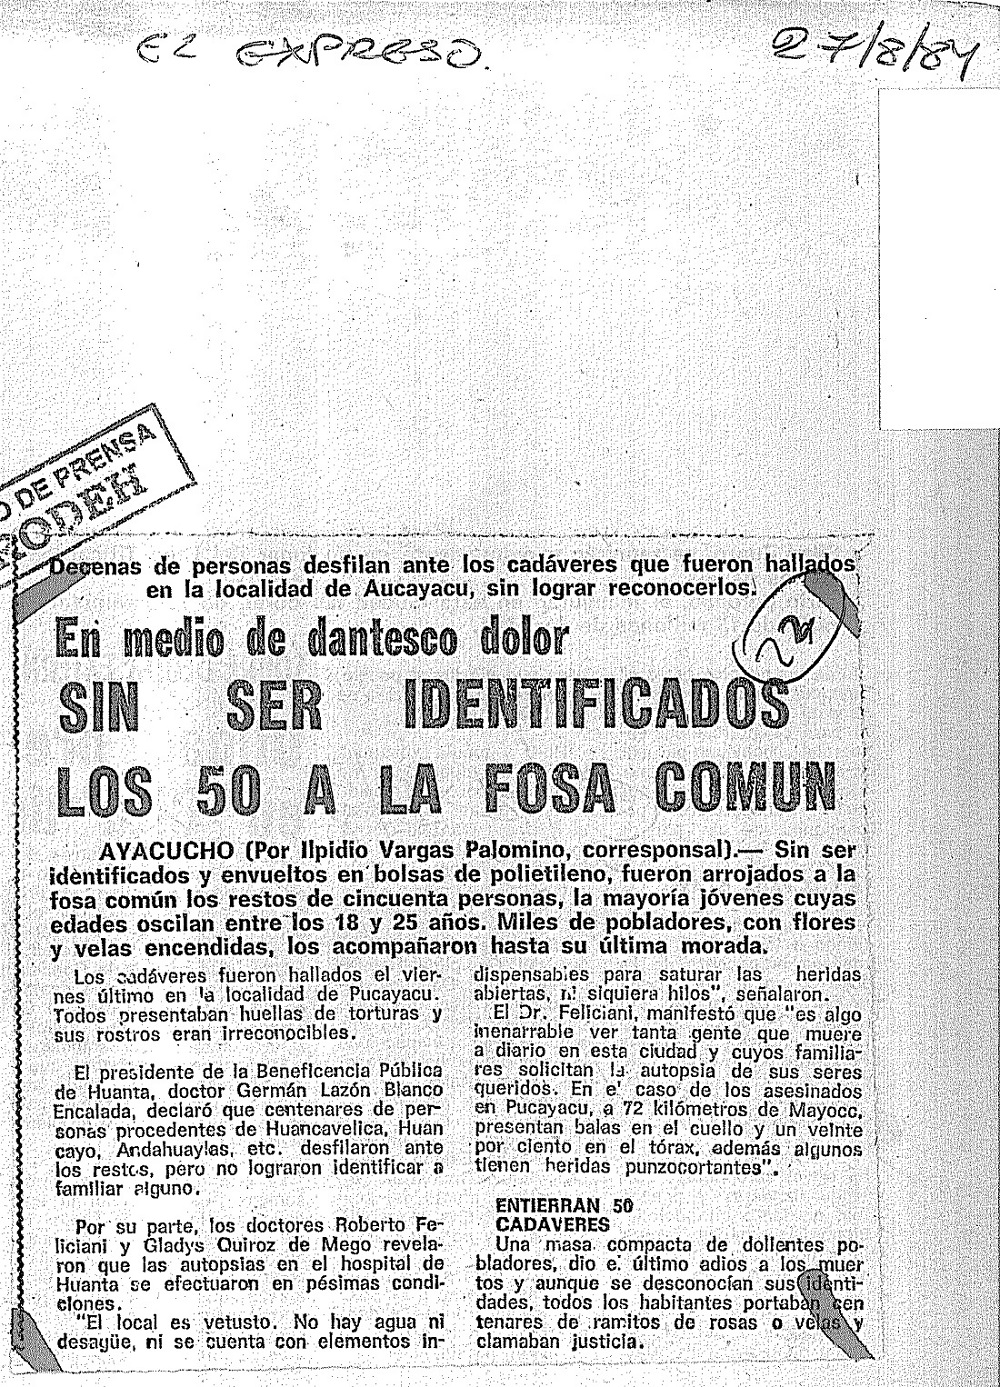 EL EXPRESO.
27/8/84
DE PRENSA
Decenas de personas desfilan ante los cadáveres que fueron hallados
en la localidad de Aucayacu, sin lograr reconocerlos.
En medio de dantesco dolor
SIN SER IDENTIFICADOS
LOS 50 A LA FOSA COMUN
AYACUCHO (Por Ilpidio Vargas Palomino, corresponsal).— Sin ser
identificados y envueltos en bolsas de polietileno, fueron arrojados a la
fosa común los restos de cincuenta personas, la mayoría jóvenes cuyas
edades oscilan entre los 18 y 25 años. Miles de pobladores, con flores
y velas encendidas, los acompañaron hasta su última morada.
Los cadáveres fueron hallados el vier-
nes último en la localidad de Pucayacu.
Todos presentaban huellas de torturas y
sus rostros eran irreconocibles.
El presidente de la Beneficencia Pública
de Huanta, doctor Germán Lazón Blanco
Encalada, declaró que centenares de per-
sonas procedentes de Huancavelica, Huan
cayo, Andahuaylas, etc. desfilaron ante
los restos, pero no lograron identificar a
familiar alguno.
Por su parte, los doctores Roberto Fe-
liciani y Gladys Quiroz de Mego revela-
ron que las autopsias en el hospital de
Huanta se efectuaron en pésimas condi-
ciones.
"El local es vetusto. No hay agua ni
desagüe, ni se cuenta con elementos in-
dispensables para saturar las heridas
abiertas, ni siquiera hilos", señalaron.
El Dr. Feliciani, manifestó que "es algo
inenarrable ver tanta gente que muere
a diario en esta ciudad y cuyos familia-
res solicitan la autopsia de sus seres
queridos. En el caso de los asesinados
en Pucayacu, a 72 kilómetros de Mayocc,
presentan balas en el cuello y un veinte
por ciento en el tórax, además algunos
tienen heridas punzocortantes".
ENTIERRAN 50
CADAVERES
Una masa compacta de dolientes po-
bladores, dio el último adios a los muer
tos y aunque se desconocían sus identi-
dades, todos los habitantes portaban cen
tenares de ramitos de rosas o velas y
clamaban justicia.